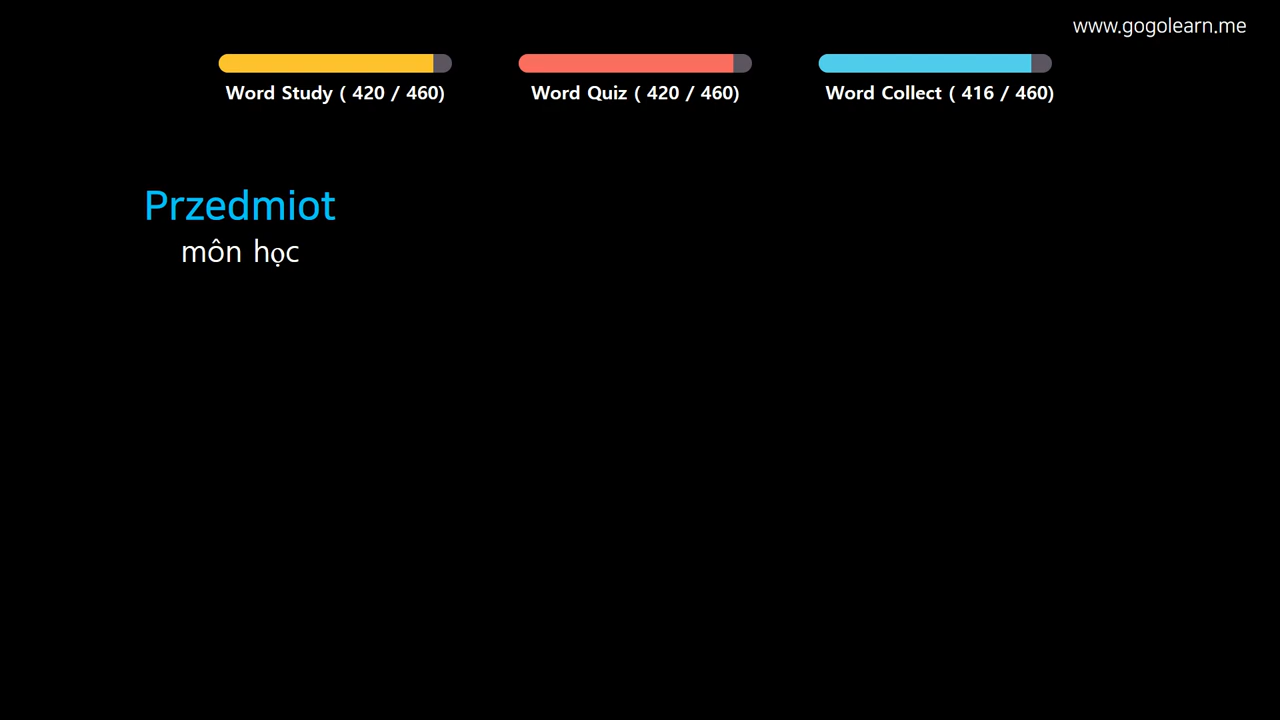 www.gogolearn.me
Word Study ( 420 / 460)
Word Quiz ( 420 / 460)
Word Collect ( 416 / 460)
Przedmiot
môn học